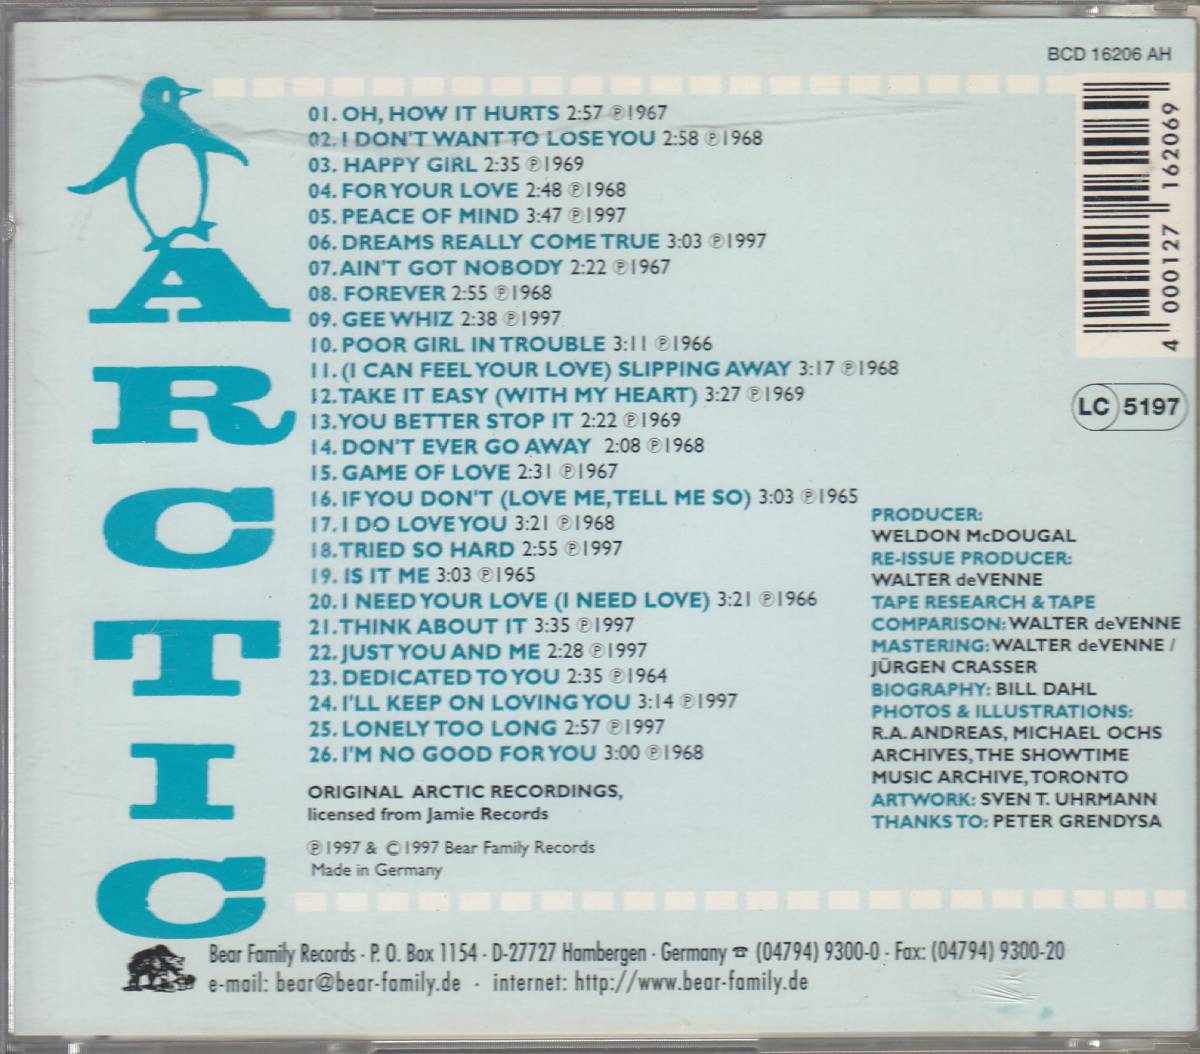 BCD 16206 AH
01. OH, HOW IT HURTS 2:57 ℗1967
02. I DON'T WANT TO LOSE YOU 2:58 ℗1968
03. HAPPY GIRL 2:35 ℗1969
04. FOR YOUR LOVE 2:48 ℗1968
05. PEACE OF MIND 3:47 ℗1997
06. DREAMS REALLY COME TRUE 3:03 ℗1997
07. AIN'T GOT NOBODY 2:22 ℗1967
08. FOREVER 2:55 ℗1968
09. GEE WHIZ 2:38 ℗1997
10. POOR GIRL IN TROUBLE 3:11 ℗1966
11. (I CAN FEEL YOUR LOVE) SLIPPING AWAY 3:17 ℗1968
12. TAKE IT EASY (WITH MY HEART) 3:27 ℗1969
13. YOU BETTER STOP IT 2:22 ℗1969
14. DON'T EVER GO AWAY 2:08 ℗1968
15. GAME OF LOVE 2:31 ℗1967
16. IF YOU DON'T (LOVE ME, TELL ME SO) 3:03 ℗1965
17. I DO LOVE YOU 3:21 ℗1968
18. TRIED SO HARD 2:55 ℗1997
19. IS IT ME 3:03 ℗1965
20. I NEED YOUR LOVE (I NEED LOVE) 3:21 ℗1966
21. THINK ABOUT IT 3:35 ℗1997
22. JUST YOU AND ME 2:28 ℗1997
23. DEDICATED TO YOU 2:35 ℗1964
24. I'LL KEEP ON LOVING YOU 3:14 ℗1997
25. LONELY TOO LONG 2:57 ℗1997
26. I'M NO GOOD FOR YOU 3:00 ℗1968
ORIGINAL ARCTIC RECORDINGS,
licensed from Jamie Records
℗1997 & ©1997 Bear Family Records
Made in Germany
ARCTIC
4 000127 162069
LC 5197
PRODUCER:
WELDON McDOUGAL
RE-ISSUE PRODUCER:
WALTER deVENNE
TAPE RESEARCH & TAPE
COMPARISON: WALTER deVENNE
MASTERING: WALTER deVENNE /
JÜRGEN CRASSER
BIOGRAPHY: BILL DAHL
PHOTOS & ILLUSTRATIONS:
R.A. ANDREAS, MICHAEL OCHS
ARCHIVES, THE SHOWTIME
MUSIC ARCHIVE, TORONTO
ARTWORK: SVEN T. UHRMANN
THANKS TO: PETER GRENDYSA
Bear Family Records · P. O. Box 1154 · D-27727 Hambergen · Germany ☎ (04794) 9300-0 · Fax: (04794) 9300-20
e-mail: bear@bear-family.de · internet: http://www.bear-family.de